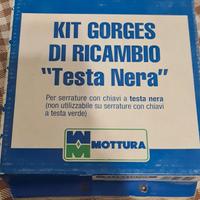 KIT GORGES
DI RICAMBIO
"Testa Nera"
Per serrature con chiavi a testa nera
(non utilizzabile su serrature con chiavi
a testa verde)
MOTTURA